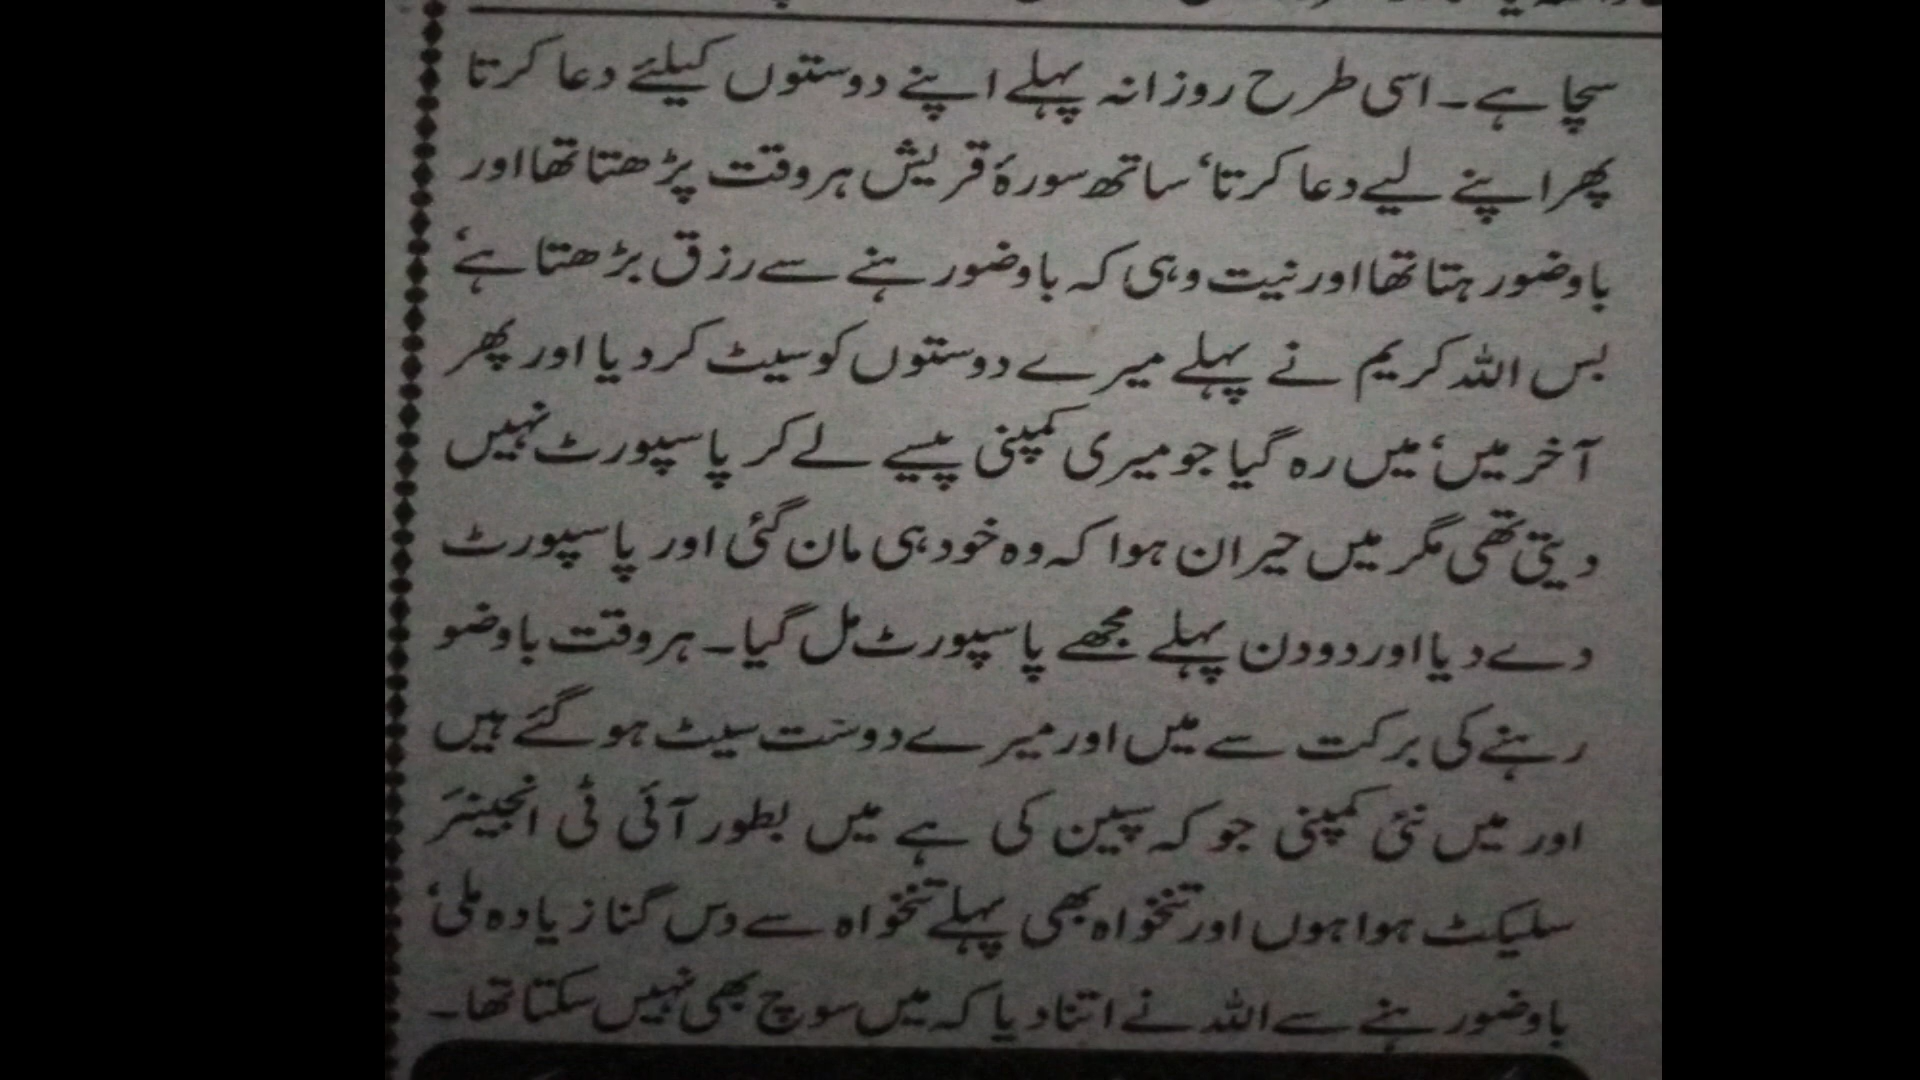 سچا ہے۔ اسی طرح روزانہ پہلے اپنے دوستوں کیلئے دعا کرتا
پھر اپنے لیے دعا کرتا‘ ساتھ سورۂ قریش ہر وقت پڑھتا تھا اور
باوضو رہتا تھا اور نیت وہی کہ باوضو رہنے سے رزق بڑھتا ہے‘
بس اللہ کریم نے پہلے میرے دوستوں کو سیٹ کر دیا اور پھر
آخر میں‘ میں رہ گیا جو میری کمپنی پیسے لے کر پاسپورٹ نہیں
دیتی تھی مگر میں حیران ہوا کہ وہ خود ہی مان گئی اور پاسپورٹ
دے دیا اور دو دن پہلے مجھے پاسپورٹ مل گیا۔ ہر وقت باوضو
رہنے کی برکت سے میں اور میرے دوست سیٹ ہو گئے ہیں
اور میں نئی کمپنی جو کہ سپین کی ہے میں بطور آئی ٹی انجینئر
سلیکٹ ہوا ہوں اور تنخواہ بھی پہلے تنخواہ سے دس گنا زیادہ ملی‘
باوضو رہنے سے اللہ نے اتنا دیا کہ میں سوچ بھی نہیں سکتا تھا۔